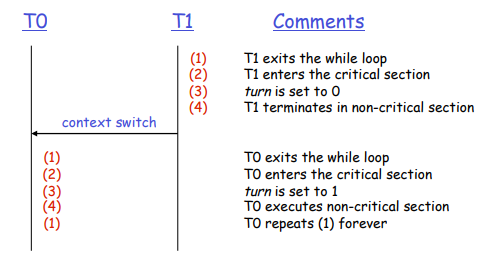 T0 T1 Comments
(1) T1 exits the while loop
(2) T1 enters the critical section
(3) turn is set to 0
(4) T1 terminates in non-critical section
context switch
(1) T0 exits the while loop
(2) T0 enters the critical section
(3) turn is set to 1
(4) T0 executes non-critical section
(1) T0 repeats (1) forever